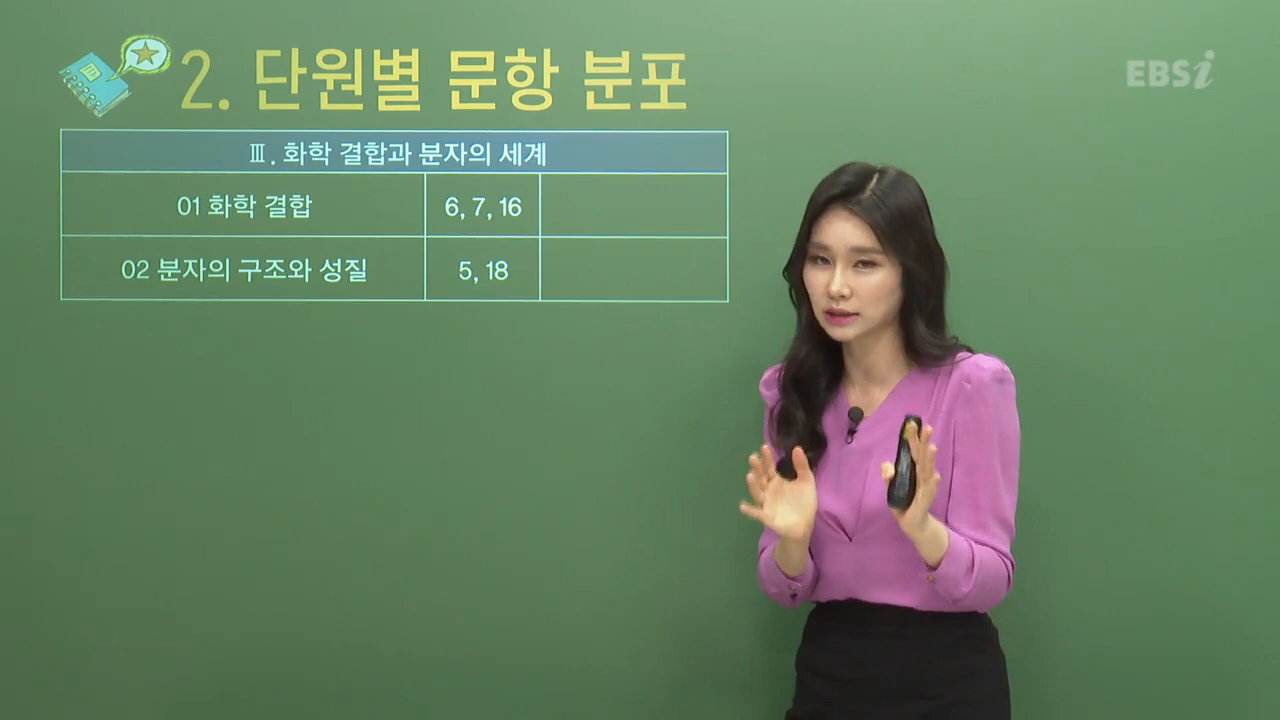 2. 단원별 문항 분포
EBSi
Ⅲ. 화학 결합과 분자의 세계
01 화학 결합
6, 7, 16
02 분자의 구조와 성질
5, 18